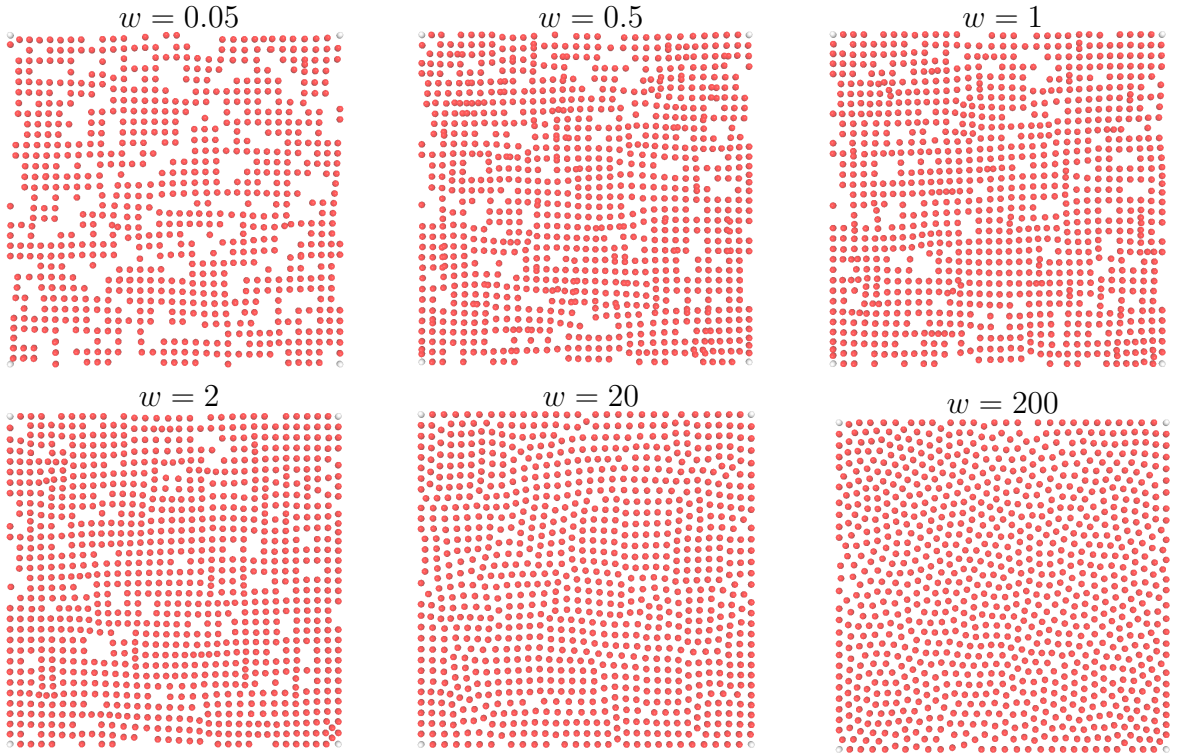 w = 0.05
w = 0.5
w = 1
w = 2
w = 20
w = 200